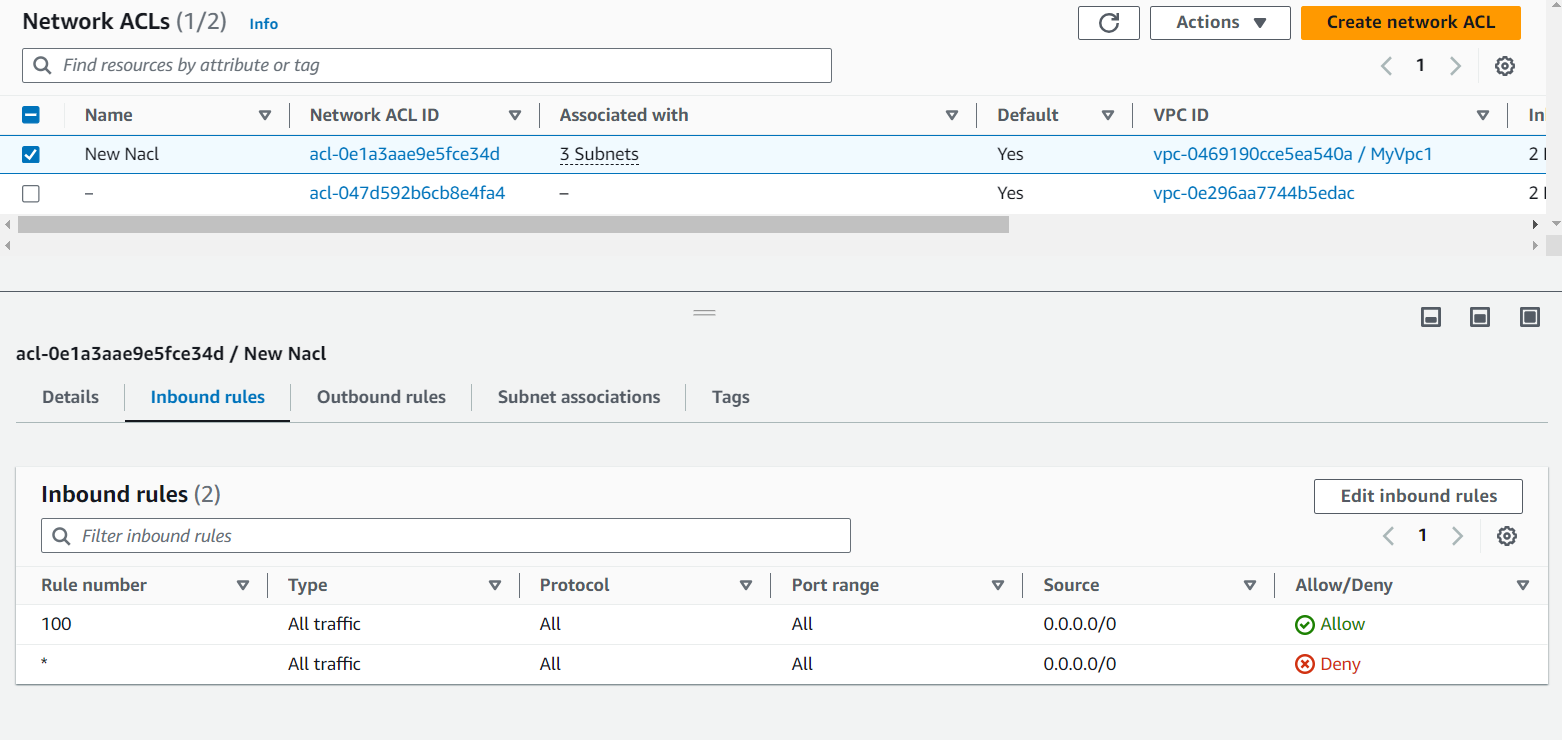 Network ACLs (1/2) Info Actions Create network ACL
Find resources by attribute or tag 1
Name Network ACL ID Associated with Default VPC ID In
New Nacl acl-0e1a3aae9e5fce34d 3 Subnets Yes vpc-0469190cce5ea540a / MyVpc1 2
– acl-047d592b6cb8e4fa4 – Yes vpc-0e296aa7744b5edac 2
acl-0e1a3aae9e5fce34d / New Nacl
Details Inbound rules Outbound rules Subnet associations Tags
Inbound rules (2) Edit inbound rules
Filter inbound rules 1
Rule number Type Protocol Port range Source Allow/Deny
100 All traffic All All 0.0.0.0/0 Allow
* All traffic All All 0.0.0.0/0 Deny